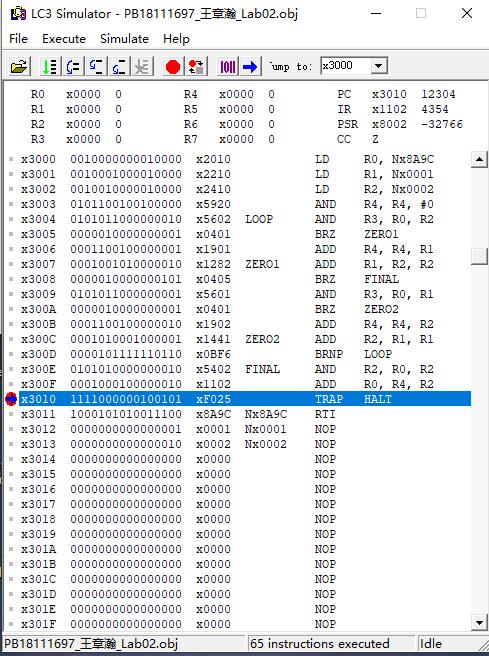 LC3 Simulator - PB18111697_王章瀚_Lab02.obj
File Execute Simulate Help
Jump to: x3000
R0 x0000 0 R4 x0000 0 PC x3010 12304
R1 x0000 0 R5 x0000 0 IR x1102 4354
R2 x0000 0 R6 x0000 0 PSR x8002 -32766
R3 x0000 0 R7 x0000 0 CC Z
x3000 0010000000010000 x2010 LD R0, Nx8A9C
x3001 0010001000010000 x2210 LD R1, Nx0001
x3002 0010010000010000 x2410 LD R2, Nx0002
x3003 0101100100100000 x5920 AND R4, R4, #0
x3004 0101011000000010 x5602 LOOP AND R3, R0, R2
x3005 0000010000000001 x0401 BRZ ZERO1
x3006 0001100100000001 x1901 ADD R4, R4, R1
x3007 0001001010000010 x1282 ZERO1 ADD R1, R2, R2
x3008 0000010000000101 x0405 BRZ FINAL
x3009 0101011000000001 x5601 AND R3, R0, R1
x300A 0000010000000001 x0401 BRZ ZERO2
x300B 0001100100000010 x1902 ADD R4, R4, R2
x300C 0001010001000001 x1441 ZERO2 ADD R2, R1, R1
x300D 0000101111110110 x0BF6 BRNP LOOP
x300E 0101010000000010 x5402 FINAL AND R2, R0, R2
x300F 0001000100000010 x1102 ADD R0, R4, R2
x3010 1111000000100101 xF025 TRAP HALT
x3011 1000101010011100 x8A9C Nx8A9C RTI
x3012 0000000000000001 x0001 Nx0001 NOP
x3013 0000000000000010 x0002 Nx0002 NOP
x3014 0000000000000000 x0000 NOP
x3015 0000000000000000 x0000 NOP
x3016 0000000000000000 x0000 NOP
x3017 0000000000000000 x0000 NOP
x3018 0000000000000000 x0000 NOP
x3019 0000000000000000 x0000 NOP
x301A 0000000000000000 x0000 NOP
x301B 0000000000000000 x0000 NOP
x301C 0000000000000000 x0000 NOP
x301D 0000000000000000 x0000 NOP
x301E 0000000000000000 x0000 NOP
x301F 0000000000000000 x0000 NOP
PB18111697_王章瀚_Lab02.obj 65 instructions executed Idle